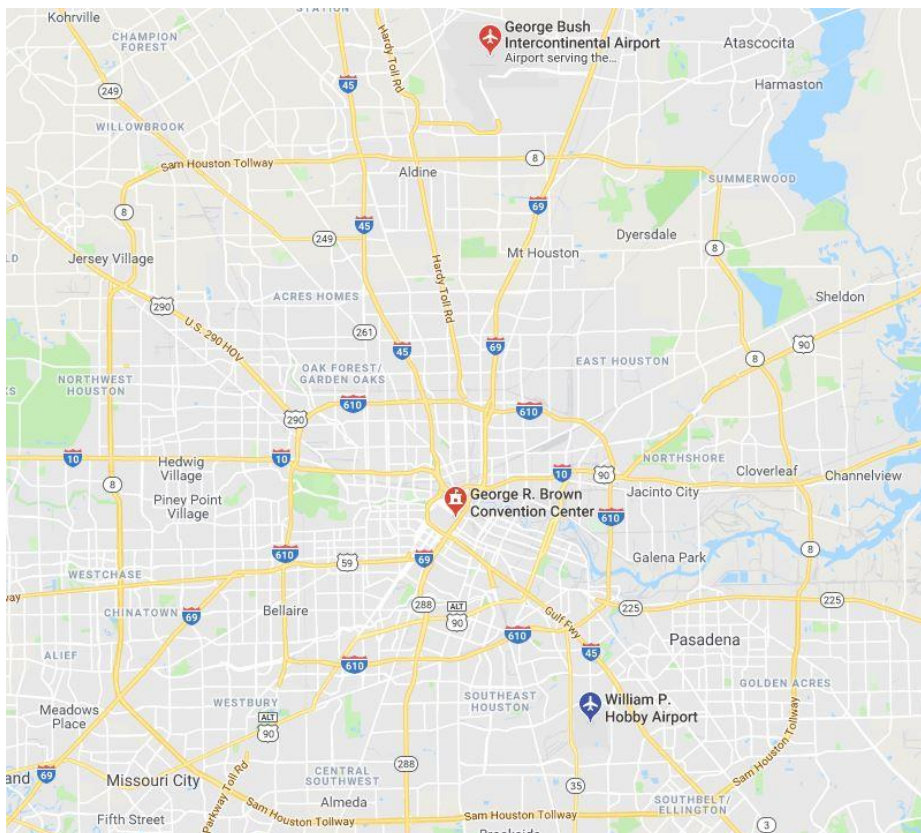 Kohrville
STATION
CHAMPION
FOREST
Hardy Toll Rd
George Bush
Intercontinental Airport
Airport serving the...
Atascocita
Harmaston
45
249
WILLOWBROOK
Sam Houston Tollway
8
Aldine
SUMMERWOOD
8
69
45
249
Dyersdale
8
Mt Houston
Jersey Village
Hardy Toll Rd
290
ACRES HOMES
Sheldon
U.S. 290 HOV
261
45
69
90
EAST HOUSTON
8
OAK FOREST/
GARDEN OAKS
NORTHWEST
HOUSTON
610
610
290
10
Hedwig
Village
10
10
90
NORTHSHORE
Cloverleaf
Channelview
8
Piney Point
Village
George R. Brown
Convention Center
Jacinto City
610
610
69
59
Galena Park
8
WESTCHASE
CHINATOWN
69
Bellaire
288
ALT
90
Gulf Fwy
225
225
610
45
Pasadena
ALIEF
610
GOLDEN ACRES
WESTBURY
SOUTHEAST
HOUSTON
William P.
Hobby Airport
Meadows
Place
ALT
90
Sam Houston Tollway
69
Missouri City
288
CENTRAL
SOUTHWEST
35
Parkway Toll Rd
Almeda
SOUTHBELT/
ELLINGTON
Fifth Street
Sam Houston Tollway
Sam Houston Tollway
3